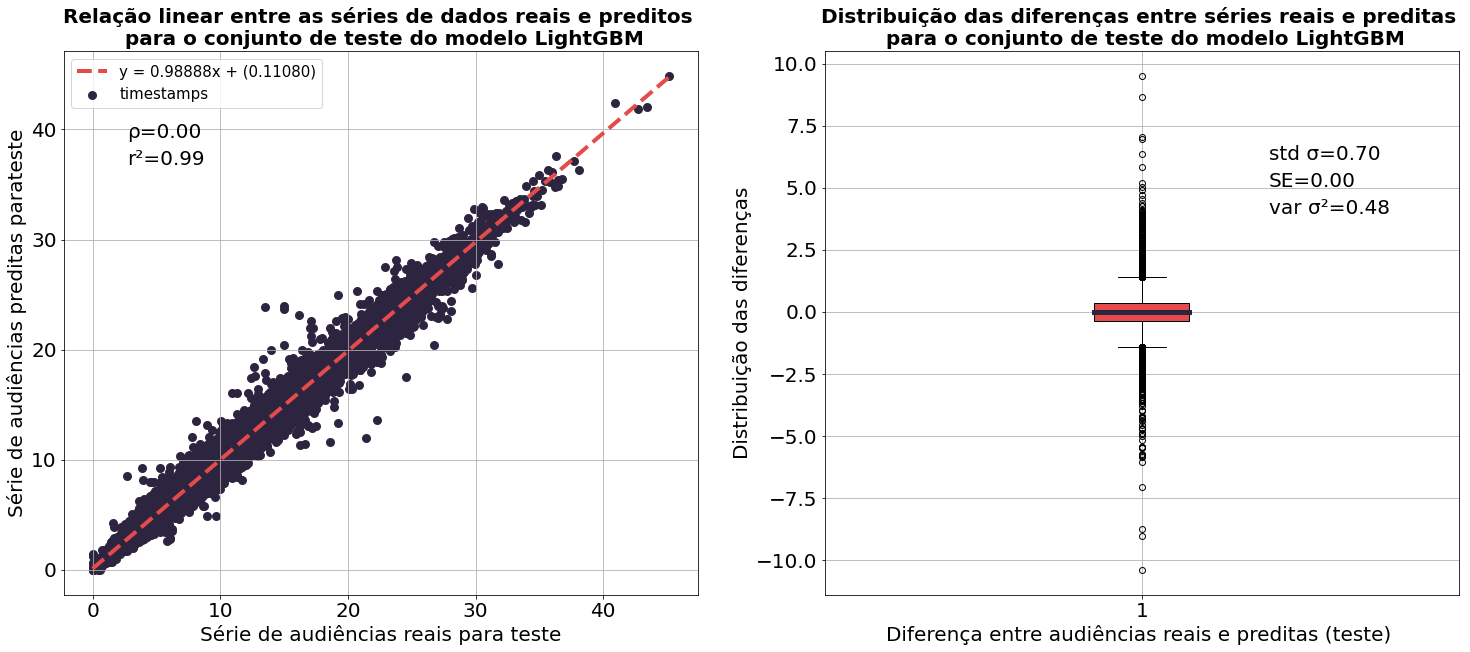 Relação linear entre as séries de dados reais e preditos
para o conjunto de teste do modelo LightGBM
y = 0.98888x + (0.11080)
timestamps
ρ=0.00
r²=0.99
Série de audiências preditas parateste
40
30
20
10
0
0 10 20 30 40
Série de audiências reais para teste
Distribuição das diferenças entre séries reais e preditas
para o conjunto de teste do modelo LightGBM
std σ=0.70
SE=0.00
var σ²=0.48
Distribuição das diferenças
10.0
7.5
5.0
2.5
0.0
−2.5
−5.0
−7.5
−10.0
1
Diferença entre audiências reais e preditas (teste)